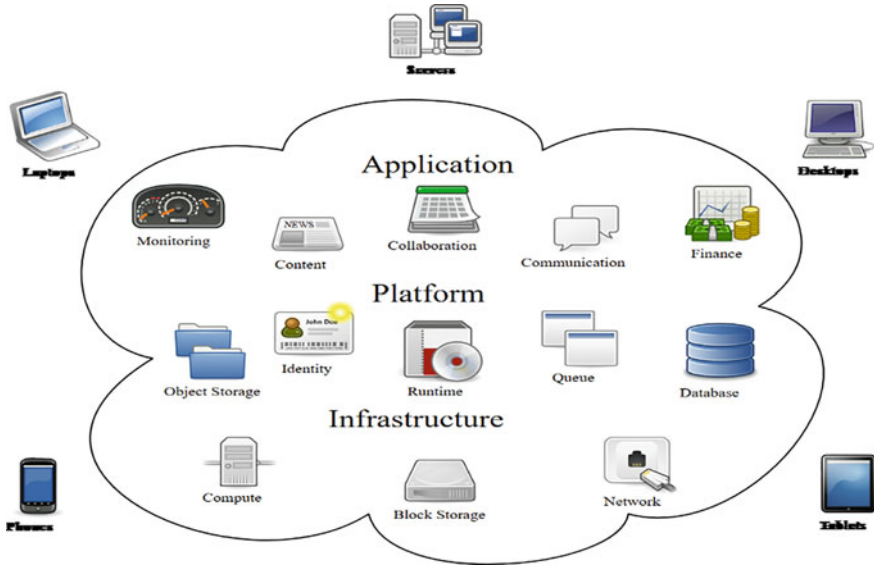 Servers
Laptops
Desktops
Application
Monitoring
NEWS
Content
Collaboration
Communication
Finance
Platform
John Doe
Object Storage
Identity
Runtime
Queue
Database
Infrastructure
Compute
Block Storage
Network
Phones
Tablets